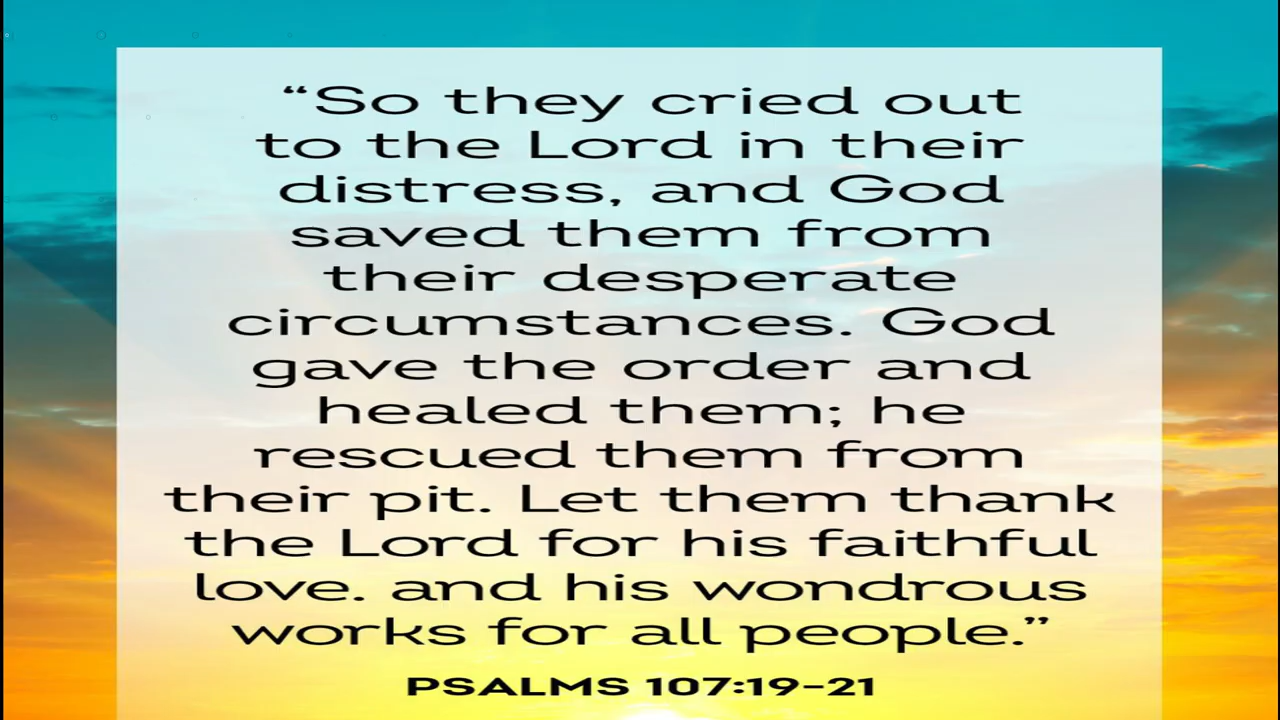 “So they cried out
to the Lord in their
distress, and God
saved them from
their desperate
circumstances. God
gave the order and
healed them; he
rescued them from
their pit. Let them thank
the Lord for his faithful
love. and his wondrous
works for all people.”
PSALMS 107:19-21